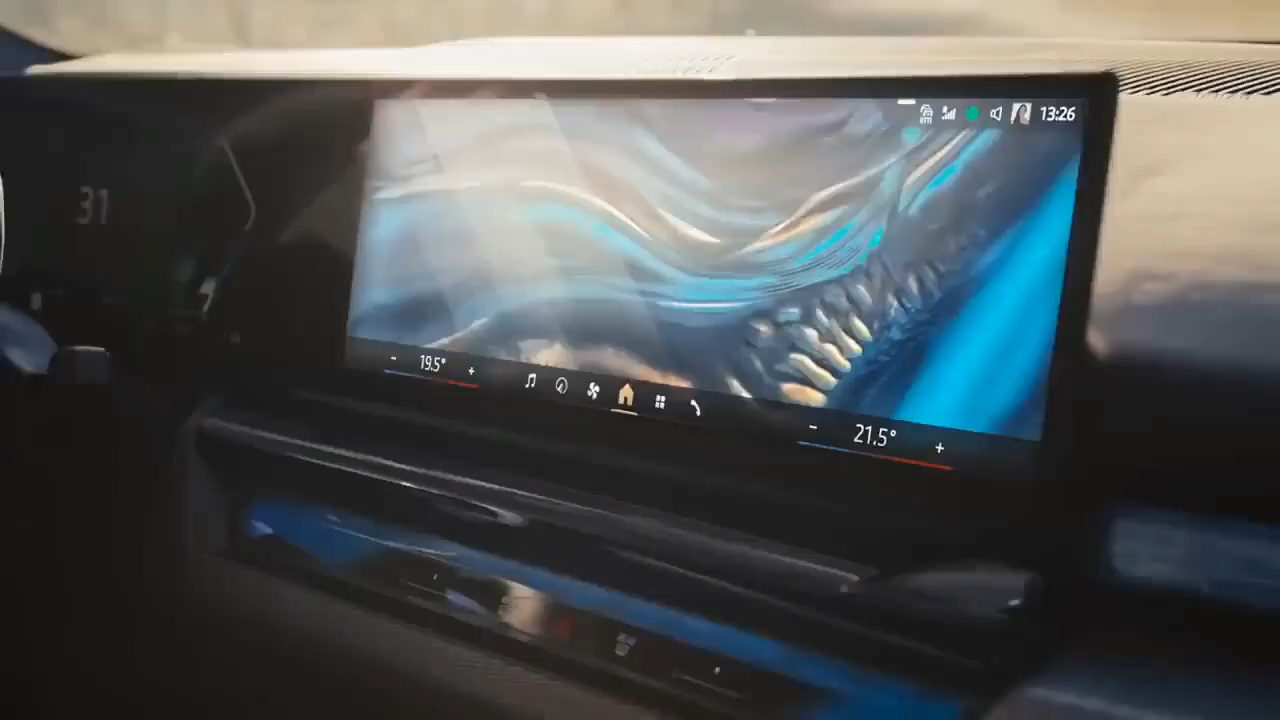 13:26
31
- 19.5° +
- 21.5° +